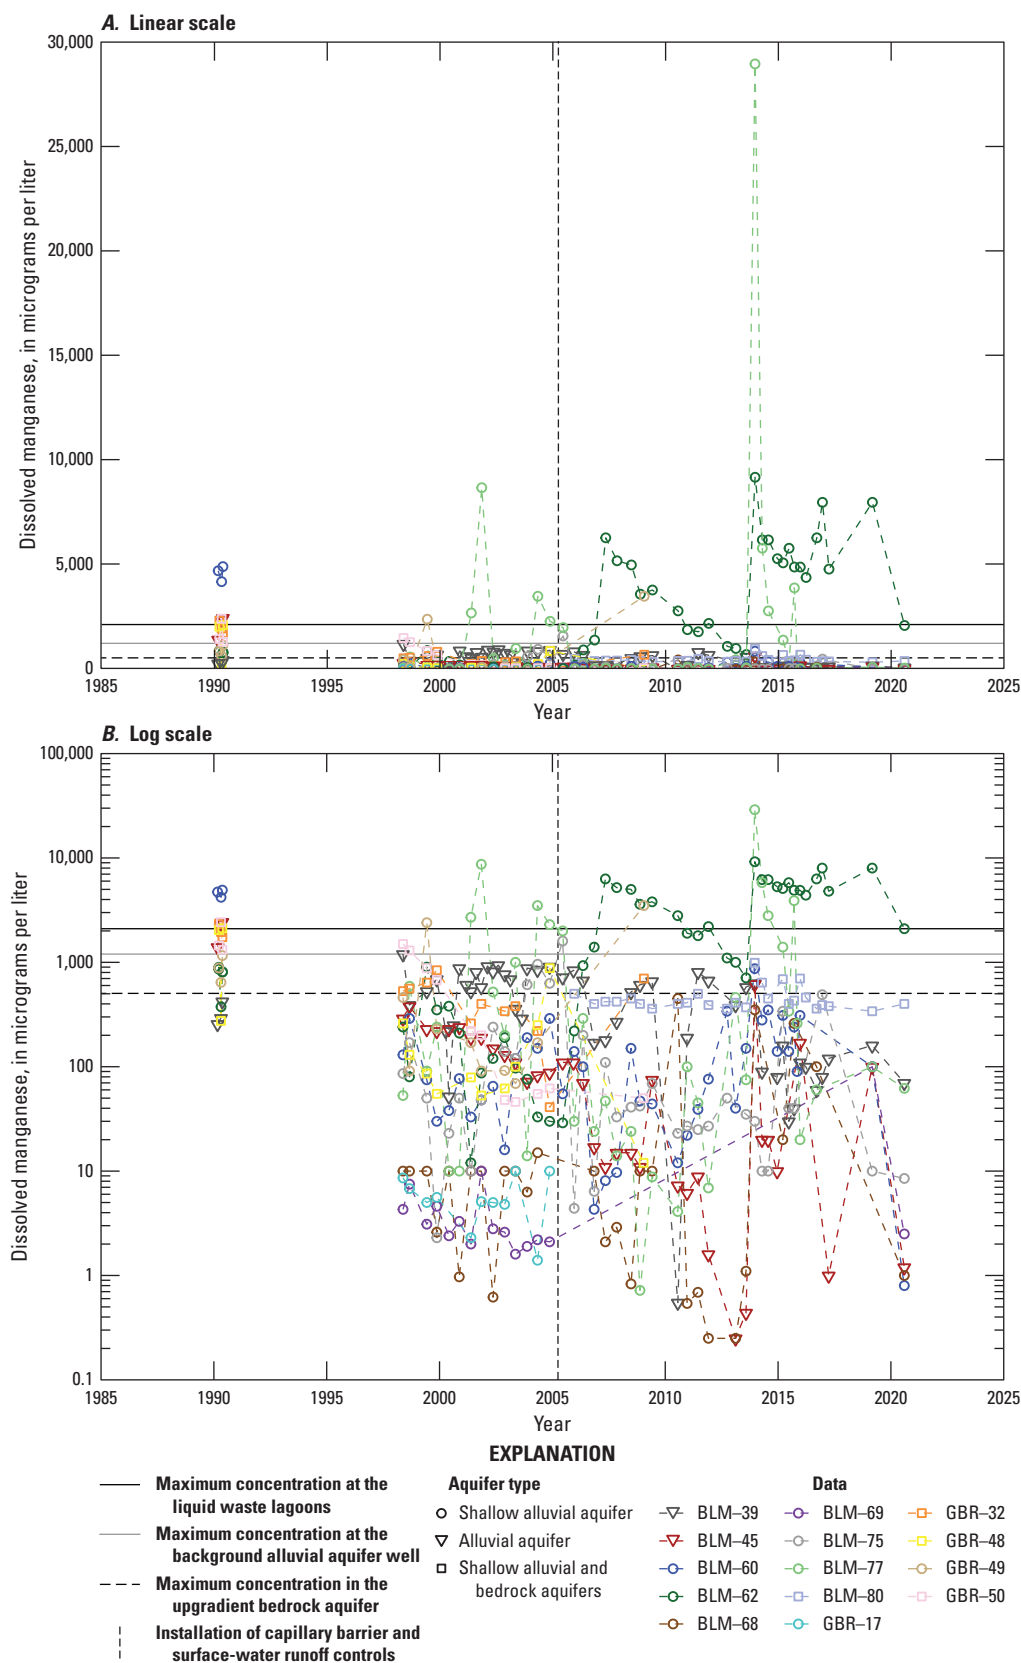 A. Linear scale
30,000
25,000
20,000
15,000
10,000
5,000
0
Dissolved manganese, in micrograms per liter
1985 1990 1995 2000 2005 2010 2015 2020 2025
Year
B. Log scale
100,000
10,000
1,000
100
10
1
0.1
Dissolved manganese, in micrograms per liter
1985 1990 1995 2000 2005 2010 2015 2020 2025
Year
EXPLANATION
Maximum concentration at the
liquid waste lagoons
Maximum concentration at the
background alluvial aquifer well
Maximum concentration in the
upgradient bedrock aquifer
Installation of capillary barrier and
surface-water runoff controls
Aquifer type
Shallow alluvial aquifer
Alluvial aquifer
Shallow alluvial and
bedrock aquifers
Data
BLM–39
BLM–45
BLM–60
BLM–62
BLM–68
BLM–69
BLM–75
BLM–77
BLM–80
GBR–17
GBR–32
GBR–48
GBR–49
GBR–50